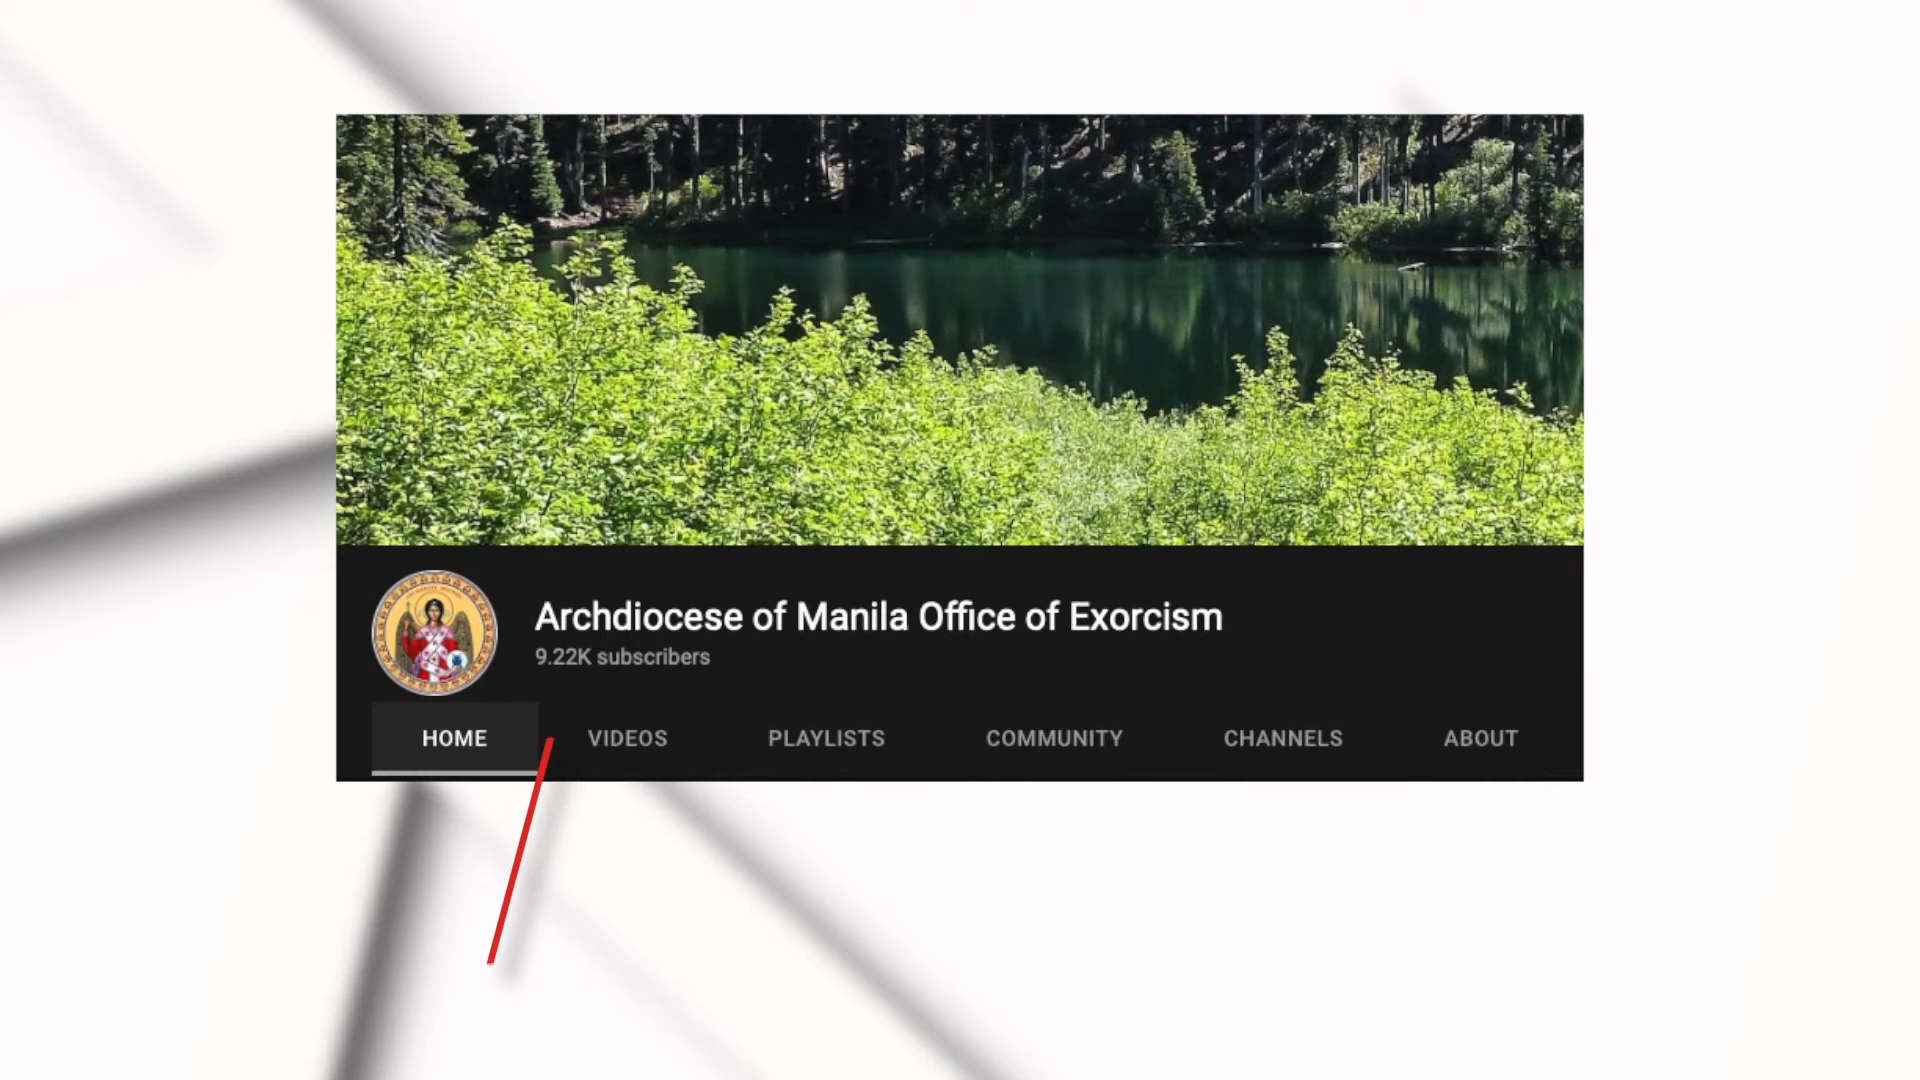 Archdiocese of Manila Office of Exorcism
9.22K subscribers
HOME VIDEOS PLAYLISTS COMMUNITY CHANNELS ABOUT